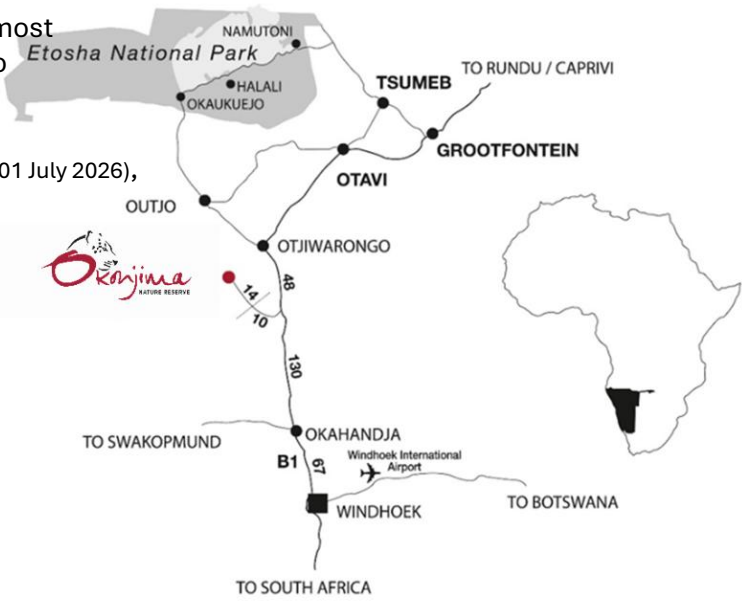 most
o
01 July 2026),
NAMUTONI
Etosha National Park
HALALI
OKAUKUEJO
TSUMEB
TO RUNDU / CAPRIVI
GROOTFONTEIN
OTAVI
OUTJO
OTJIWARONGO
Okonjima
NATURE RESERVE
48
14
10
130
TO SWAKOPMUND
OKAHANDJA
B1
67
Windhoek International
Airport
WINDHOEK
TO BOTSWANA
TO SOUTH AFRICA